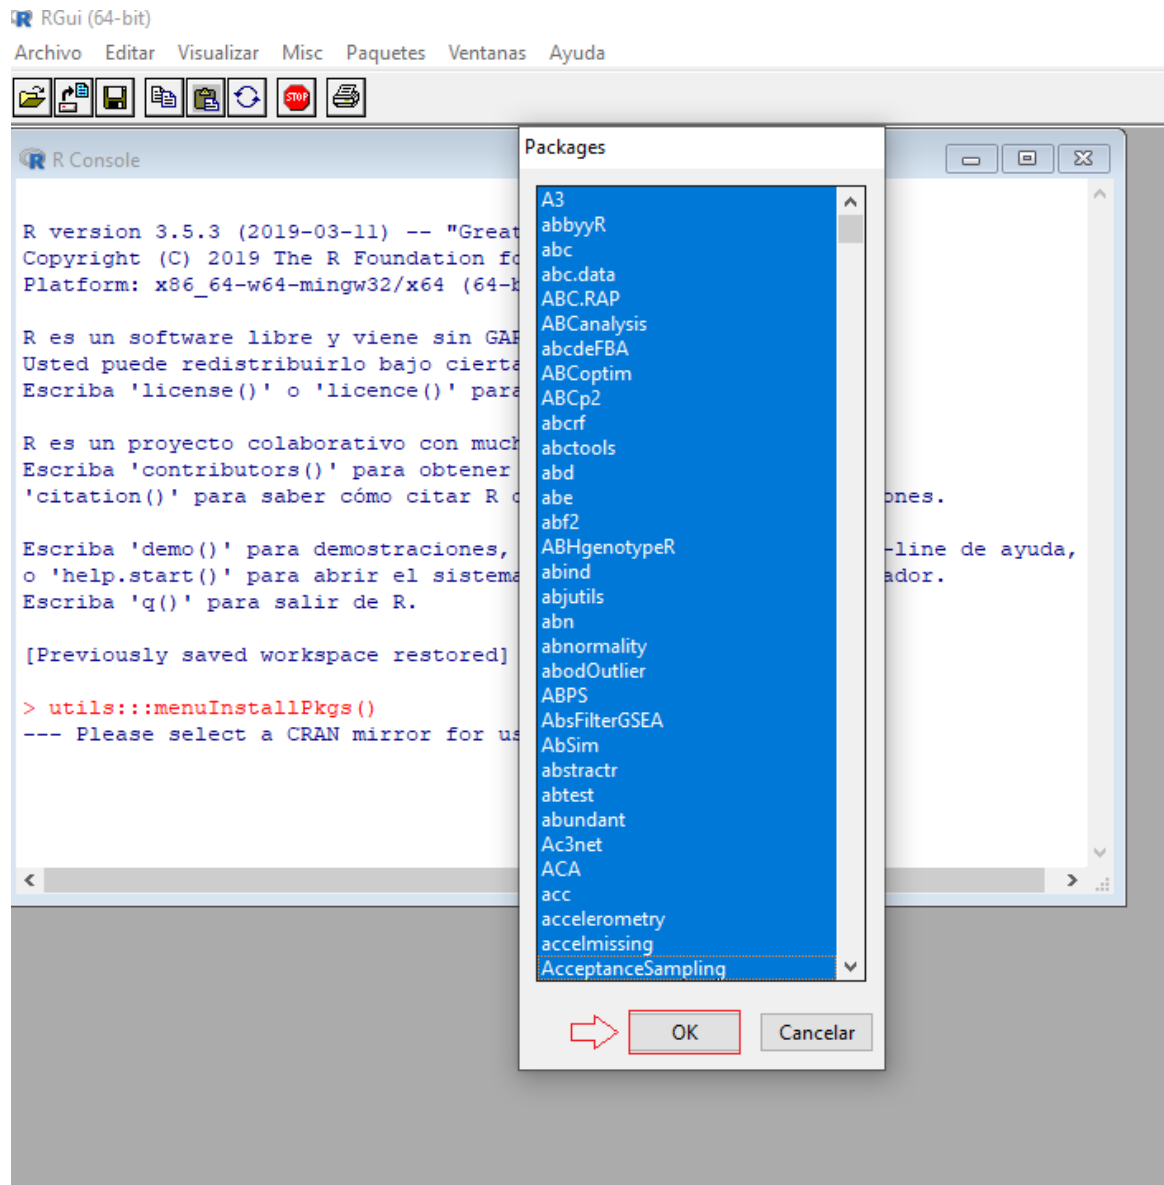 RGui (64-bit)
Archivo Editar Visualizar Misc Paquetes Ventanas Ayuda
STOP
R Console
R version 3.5.3 (2019-03-11) -- "Great
Copyright (C) 2019 The R Foundation fo
Platform: x86_64-w64-mingw32/x64 (64-b
R es un software libre y viene sin GAR
Usted puede redistribuirlo bajo cierta
Escriba 'license()' o 'licence()' para
R es un proyecto colaborativo con much
Escriba 'contributors()' para obtener
'citation()' para saber cómo citar R o ones.
Escriba 'demo()' para demostraciones, -line de ayuda,
o 'help.start()' para abrir el sistema ador.
Escriba 'q()' para salir de R.
[Previously saved workspace restored]
> utils:::menuInstallPkgs()
--- Please select a CRAN mirror for us
Packages
A3
abbyyR
abc
abc.data
ABC.RAP
ABCanalysis
abcdeFBA
ABCoptim
ABCp2
abcrf
abctools
abd
abe
abf2
ABHgenotypeR
abind
abjutils
abn
abnormality
abodOutlier
ABPS
AbsFilterGSEA
AbSim
abstractr
abtest
abundant
Ac3net
ACA
acc
accelerometry
accelmissing
AcceptanceSampling
OK Cancelar